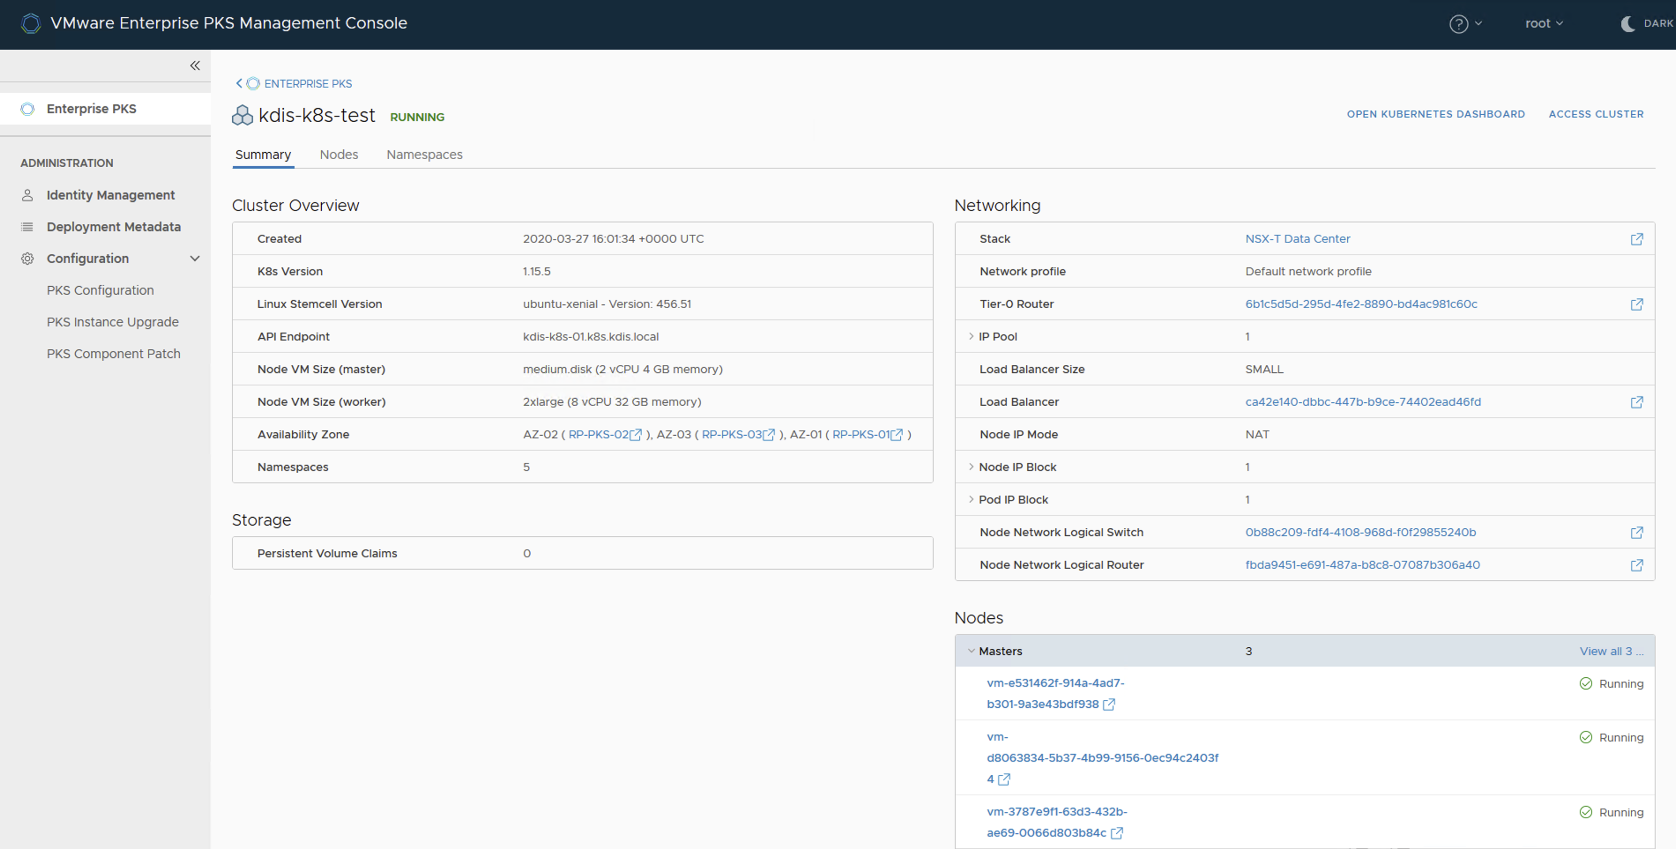 VMware Enterprise PKS Management Console
root
DARK
Enterprise PKS
ADMINISTRATION
Identity Management
Deployment Metadata
Configuration
PKS Configuration
PKS Instance Upgrade
PKS Component Patch
ENTERPRISE PKS
kdis-k8s-test RUNNING
OPEN KUBERNETES DASHBOARD ACCESS CLUSTER
Summary Nodes Namespaces
Cluster Overview
Created 2020-03-27 16:01:34 +0000 UTC
K8s Version 1.15.5
Linux Stemcell Version ubuntu-xenial - Version: 456.51
API Endpoint kdis-k8s-01.k8s.kdis.local
Node VM Size (master) medium.disk (2 vCPU 4 GB memory)
Node VM Size (worker) 2xlarge (8 vCPU 32 GB memory)
Availability Zone AZ-02 ( RP-PKS-02 ), AZ-03 ( RP-PKS-03 ), AZ-01 ( RP-PKS-01 )
Namespaces 5
Storage
Persistent Volume Claims 0
Networking
Stack NSX-T Data Center
Network profile Default network profile
Tier-0 Router 6b1c5d5d-295d-4fe2-8890-bd4ac981c60c
IP Pool 1
Load Balancer Size SMALL
Load Balancer ca42e140-dbbc-447b-b9ce-74402ead46fd
Node IP Mode NAT
Node IP Block 1
Pod IP Block 1
Node Network Logical Switch 0b88c209-fdf4-4108-968d-f0f29855240b
Node Network Logical Router fbda9451-e691-487a-b8c8-07087b306a40
Nodes
Masters 3 View all 3 ...
vm-e531462f-914a-4ad7- Running
b301-9a3e43bdf938
vm- Running
d8063834-5b37-4b99-9156-0ec94c2403f
4
vm-3787e9f1-63d3-432b- Running
ae69-0066d803b84c